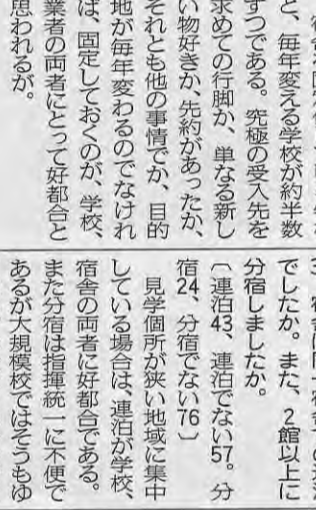 と、毎年変える学校が約半数
ずつである。究極の受入先を
求めての行脚か、単なる新し
い物好きか、先約があったか、
それとも他の事情でか、目的
地が毎年変わるのでなけれ
ば、固定しておくのが、学校、
業者の両者にとって好都合と
思われるが。
でしたか。また、2館以上に
分宿しましたか。
〔連泊43、連泊でない57。分
宿24、分宿でない76〕
見学個所が狭い地域に集中
している場合は、連泊が学校、
宿舎の両者に好都合である。
また分宿は指揮統一に不便で
あるが大規模校ではそうもゆ